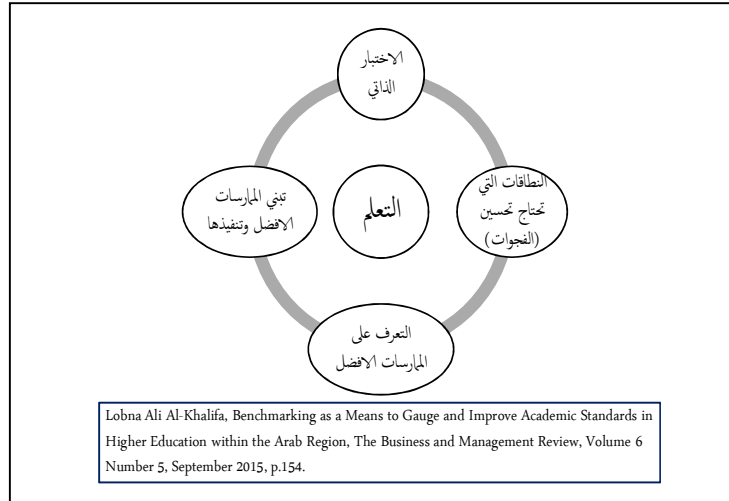 الاختبار
الذاتي
النطاقات التي
تحتاج تحسين
(الفجوات)
تبني الممارسات
الافضل وتنفيذها
التعلم
التعرف على
الممارسات الافضل
Lobna Ali Al-Khalifa, Benchmarking as a Means to Gauge and Improve Academic Standards in
Higher Education within the Arab Region, The Business and Management Review, Volume 6
Number 5, September 2015, p.154.